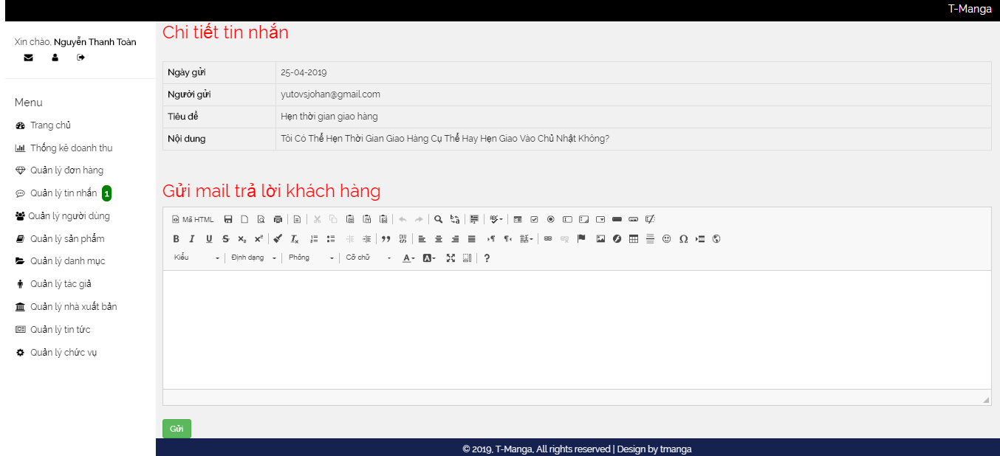 T-Manga
Xin chào, Nguyễn Thanh Toàn
Menu
Trang chủ
Thống kê doanh thu
Quản lý đơn hàng
Quản lý tin nhắn 1
Quản lý người dùng
Quản lý sản phẩm
Quản lý danh mục
Quản lý tác giả
Quản lý nhà xuất bản
Quản lý tin tức
Quản lý chức vụ
Chi tiết tin nhắn
Ngày gửi 25-04-2019
Người gửi yutovsjohan@gmail.com
Tiêu đề Hẹn thời gian giao hàng
Nội dung Tôi Có Thể Hẹn Thời Gian Giao Hàng Cụ Thể Hay Hẹn Giao Vào Chủ Nhật Không?
Gửi mail trả lời khách hàng
Mã HTML
Kiểu Định dạng Phông Cỡ chữ
Gửi
© 2019, T-Manga, All rights reserved | Design by tmanga